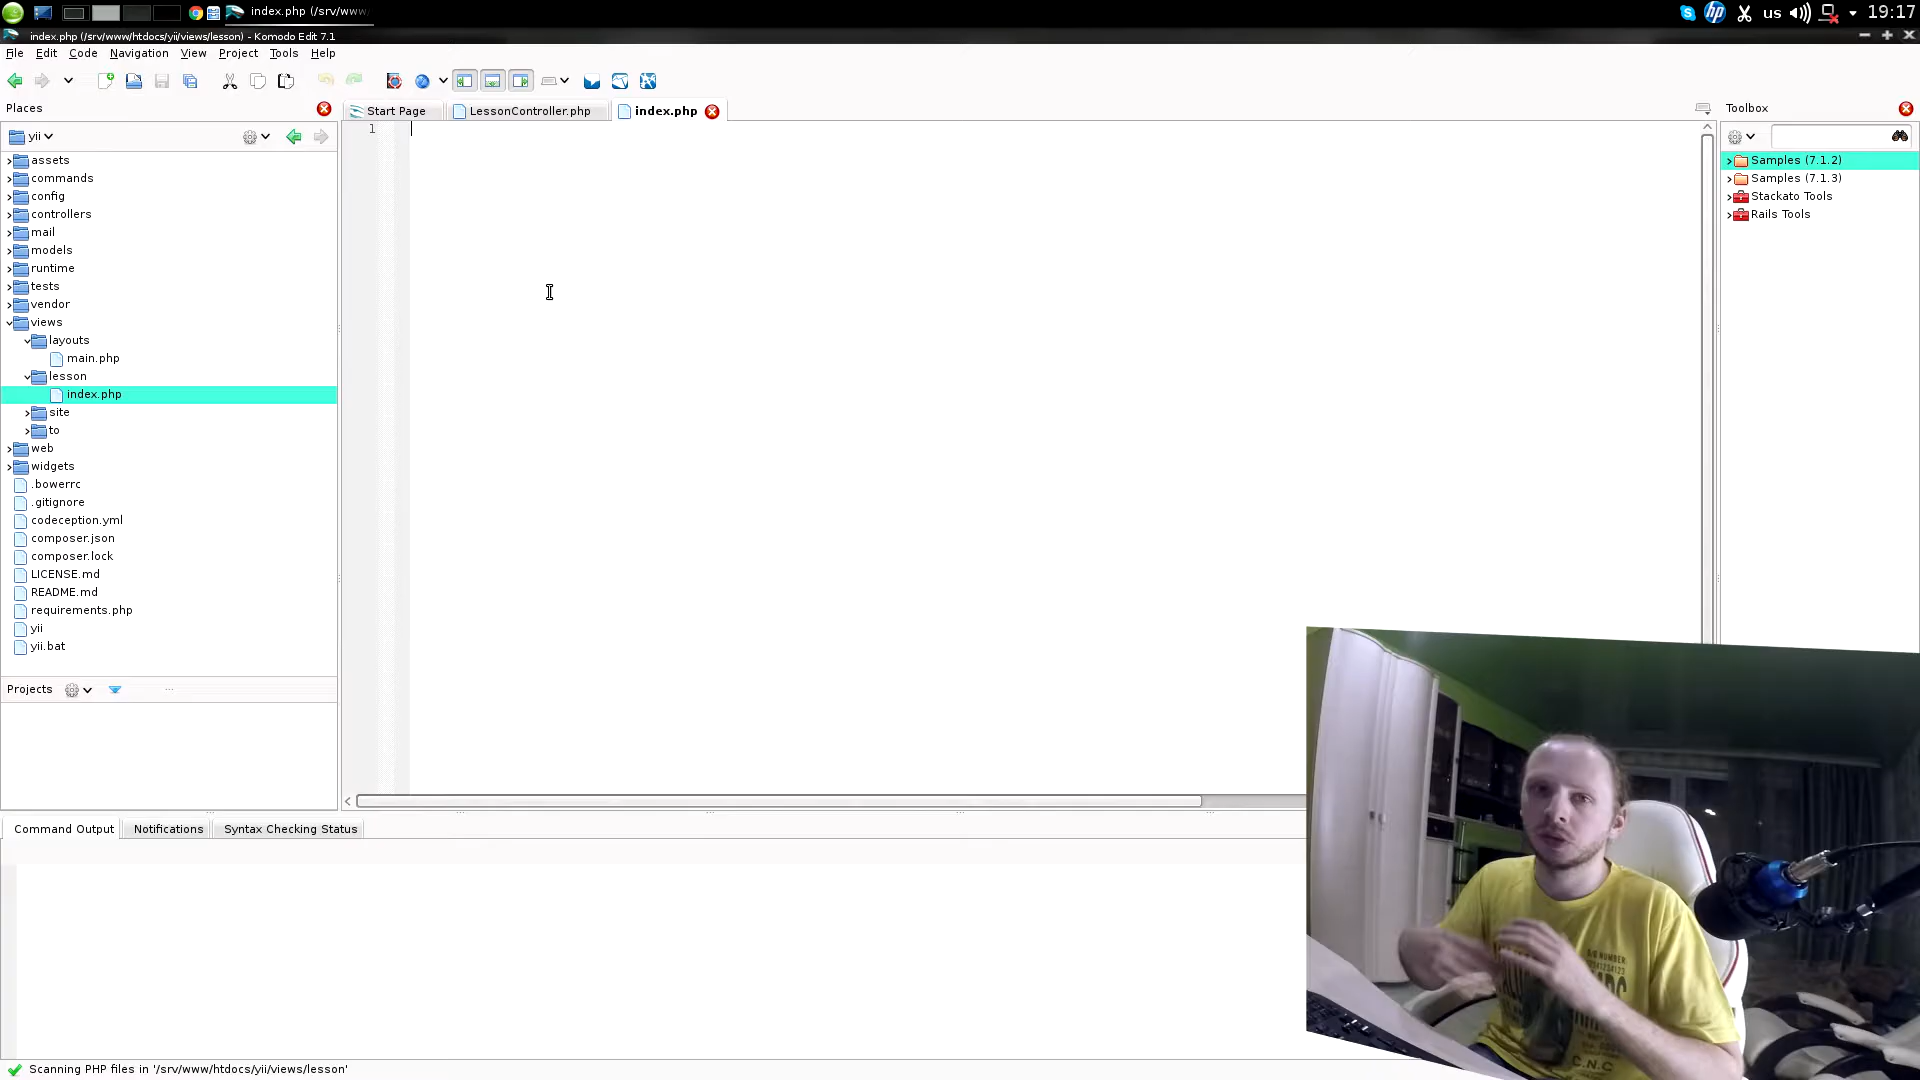 index.php (/srv/www/
us
19:17
index.php (/srv/www/htdocs/yii/views/lesson) - Komodo Edit 7.1
File Edit Code Navigation View Project Tools Help
Places
Start Page
LessonController.php
index.php
Toolbox
yii
1
assets
commands
config
controllers
mail
models
runtime
tests
vendor
views
layouts
main.php
lesson
index.php
site
to
web
widgets
.bowerrc
.gitignore
codeception.yml
composer.json
composer.lock
LICENSE.md
README.md
requirements.php
yii
yii.bat
Samples (7.1.2)
Samples (7.1.3)
Stackato Tools
Rails Tools
Projects
Command Output
Notifications
Syntax Checking Status
Scanning PHP files in '/srv/www/htdocs/yii/views/lesson'